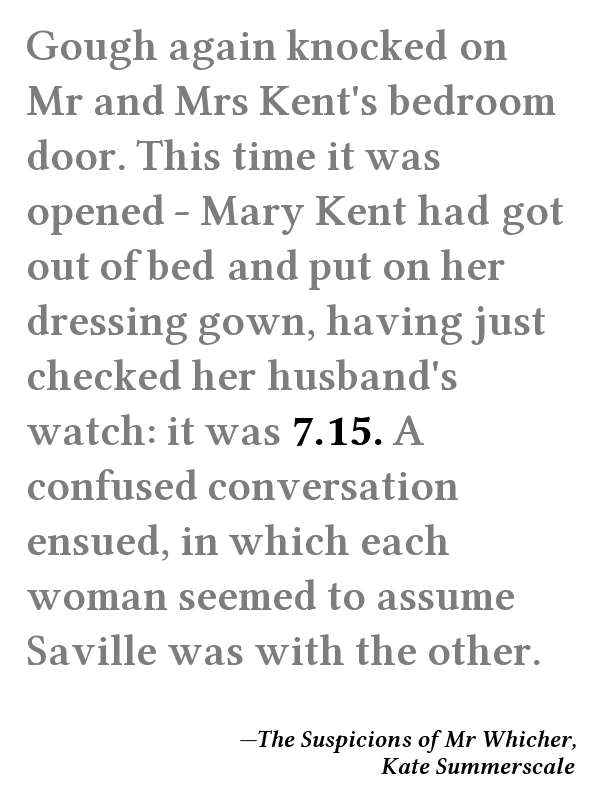 Gough again knocked on
Mr and Mrs Kent's bedroom
door. This time it was
opened – Mary Kent had got
out of bed and put on her
dressing gown, having just
checked her husband's
watch: it was 7.15. A
confused conversation
ensued, in which each
woman seemed to assume
Saville was with the other.
—The Suspicions of Mr Whicher,
Kate Summerscale